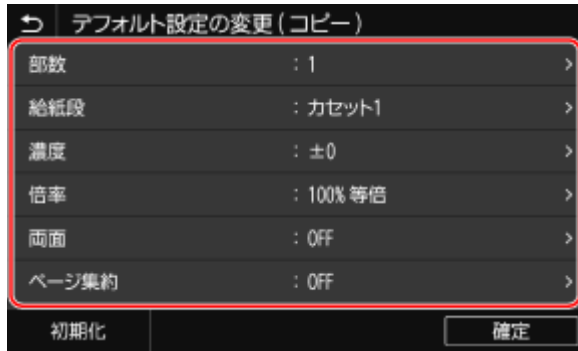 デフォルト設定の変更(コピー)
部数 : 1
給紙段 : カセット1
濃度 : ±0
倍率 : 100% 等倍
両面 : OFF
ページ集約 : OFF
初期化 確定